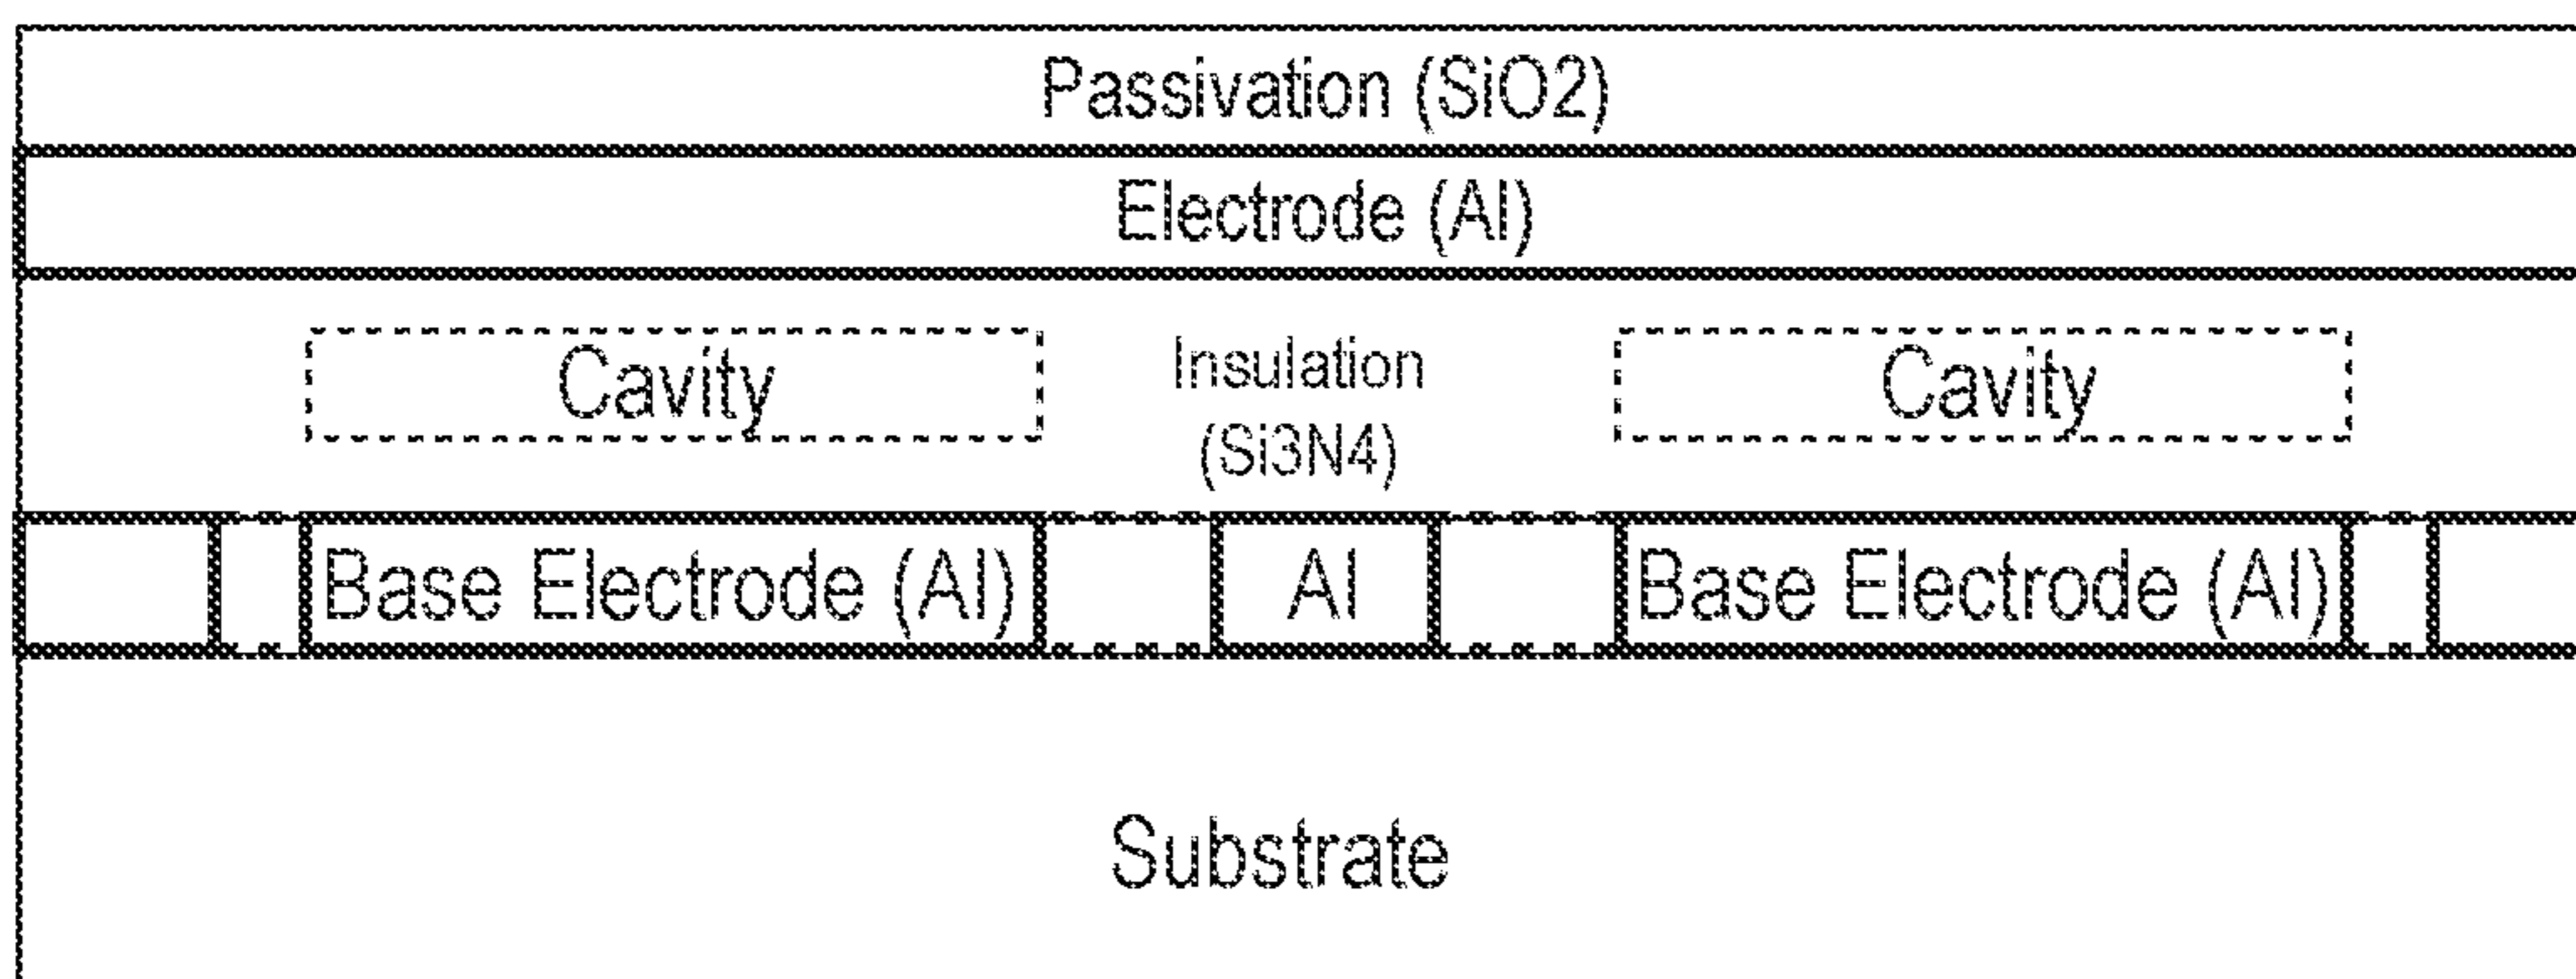 Passivation (SiO2)
Electrode (Al)
Cavity
Insulation
(Si3N4)
Cavity
Base Electrode (Al)
Al
Base Electrode (Al)
Substrate